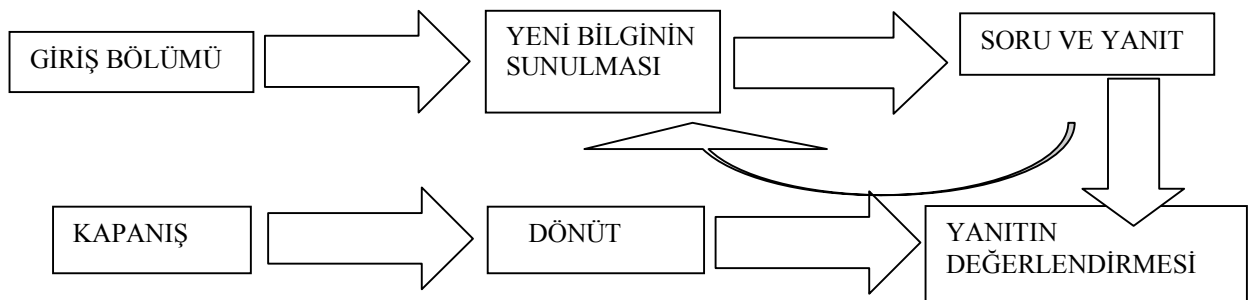 GİRİŞ BÖLÜMÜ
YENİ BİLGİNİN
SUNULMASI
SORU VE YANIT
KAPANIŞ
DÖNÜT
YANITIN
DEĞERLENDİRMESİ